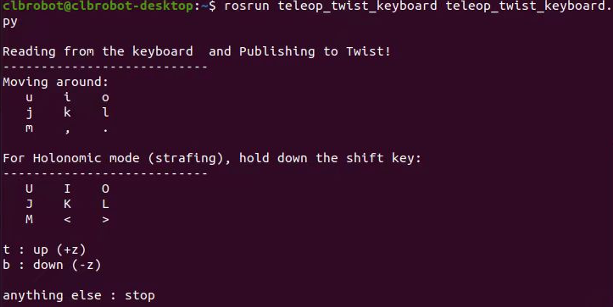 clbrobot@clbrobot-desktop:~$ rosrun teleop_twist_keyboard teleop_twist_keyboard.
py

Reading from the keyboard  and Publishing to Twist!
---------------------------
Moving around:
   u    i    o
   j    k    l
   m    ,    .

For Holonomic mode (strafing), hold down the shift key:
---------------------------
   U    I    O
   J    K    L
   M    <    >

t : up (+z)
b : down (-z)

anything else : stop